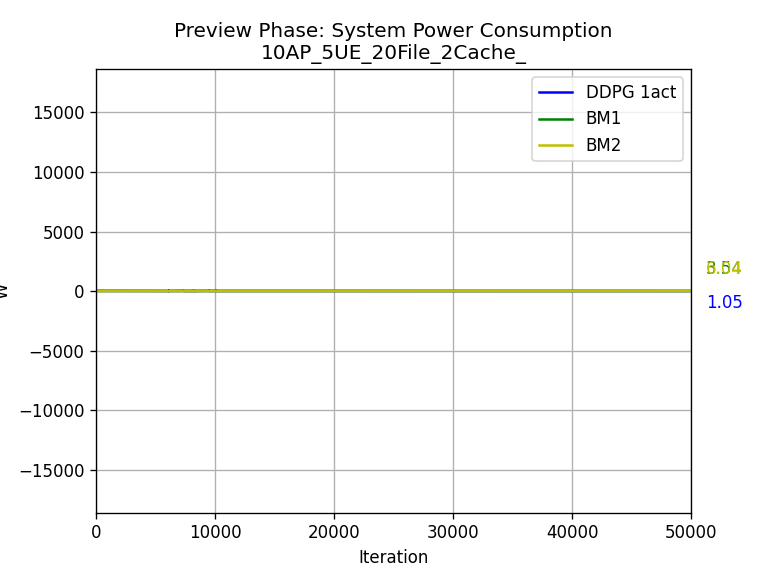 Preview Phase: System Power Consumption
10AP_5UE_20File_2Cache_
DDPG 1act
BM1
BM2
15000
10000
5000
0
−5000
−10000
−15000
1.05
0
10000
20000
30000
40000
50000
Iteration